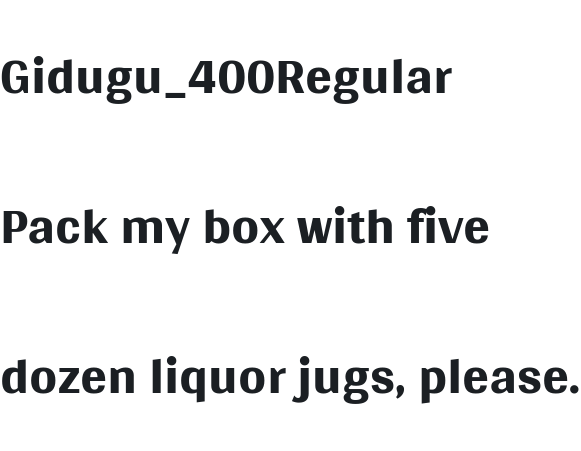 Gidugu_400Regular
Pack my box with five
dozen liquor jugs, please.